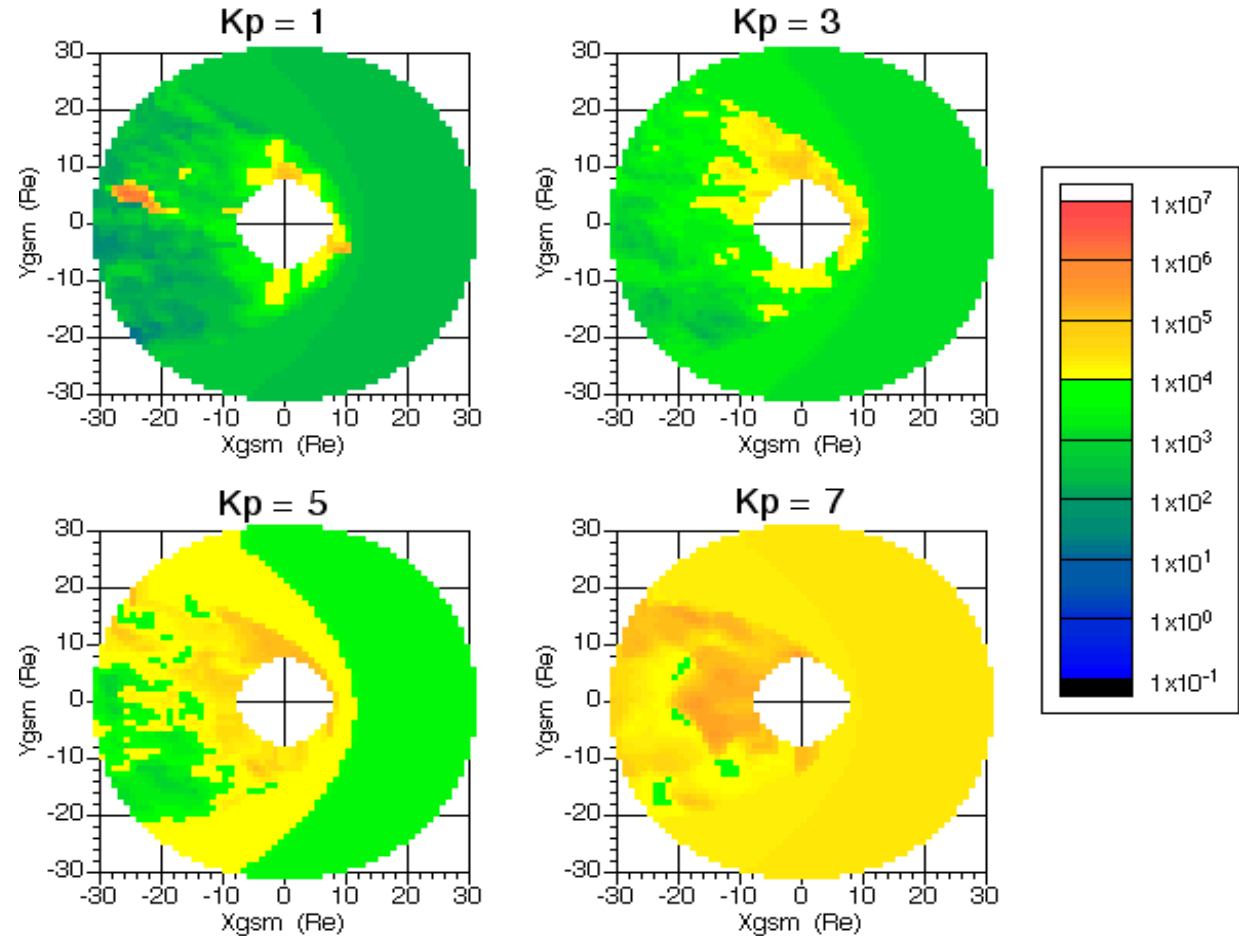 Kp = 1
Kp = 3
30
20
10
0
-10
-20
-30
Ygsm (Re)
-30 -20 -10 0 10 20 30
Xgsm (Re)
30
20
10
0
-10
-20
-30
Ygsm (Re)
-30 -20 -10 0 10 20 30
Xgsm (Re)
1x10⁷
1x10⁶
1x10⁵
1x10⁴
1x10³
1x10²
1x10¹
1x10⁰
1x10⁻¹
Kp = 5
Kp = 7
30
20
10
0
-10
-20
-30
Ygsm (Re)
-30 -20 -10 0 10 20 30
Xgsm (Re)
30
20
10
0
-10
-20
-30
Ygsm (Re)
-30 -20 -10 0 10 20 30
Xgsm (Re)